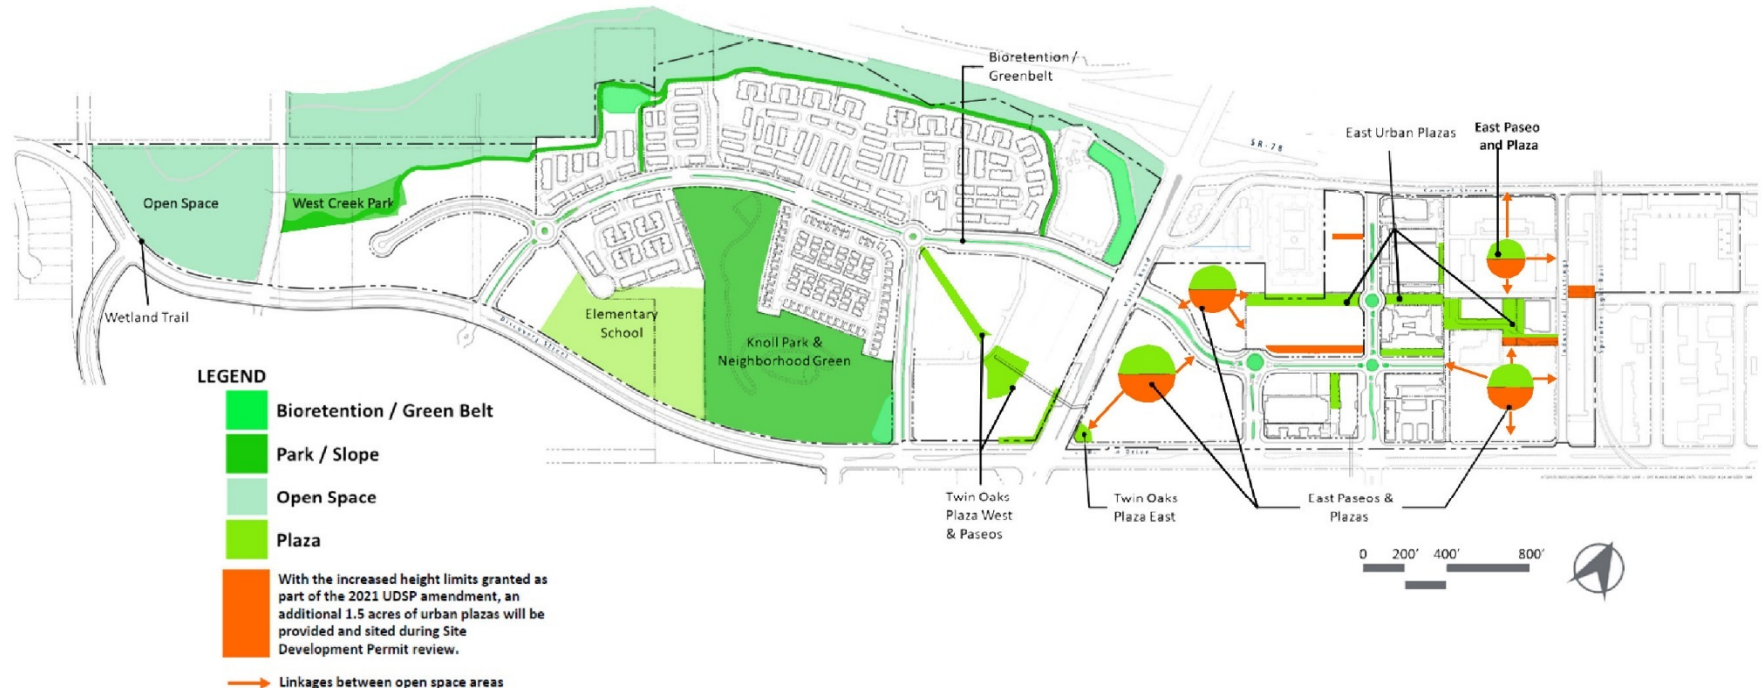 Bioretention /
Greenbelt
SR-78
East Urban Plazas
East Paseo
and Plaza
Open Space
West Creek Park
Wetland Trail
Elementary
School
Knoll Park &
Neighborhood Green
Twin Oaks
Plaza West
& Paseos
Twin Oaks
Plaza East
East Paseos &
Plazas
0 200' 400' 800'
LEGEND
Bioretention / Green Belt
Park / Slope
Open Space
Plaza
With the increased height limits granted as
part of the 2021 UDSP amendment, an
additional 1.5 acres of urban plazas will be
provided and sited during Site
Development Permit review.
Linkages between open space areas